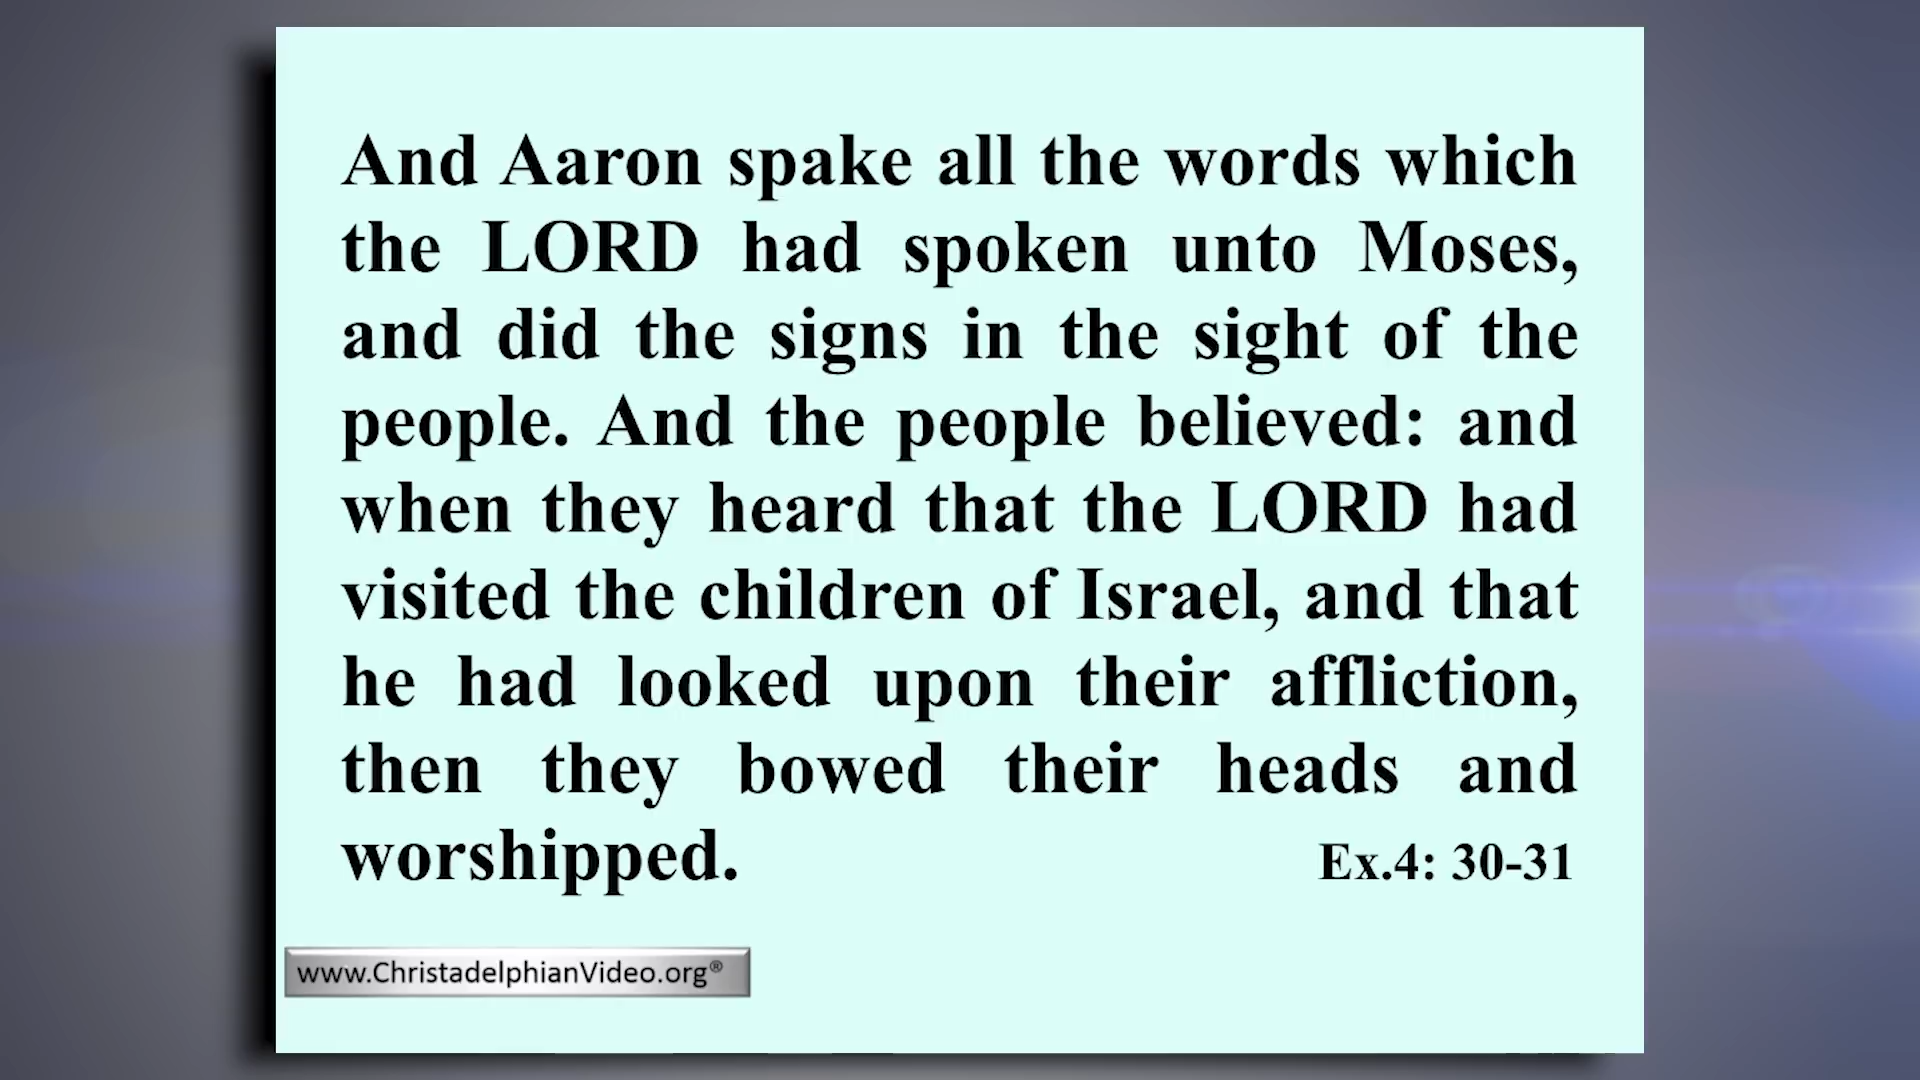 And Aaron spake all the words which
the LORD had spoken unto Moses,
and did the signs in the sight of the
people. And the people believed: and
when they heard that the LORD had
visited the children of Israel, and that
he had looked upon their affliction,
then they bowed their heads and
worshipped. Ex.4: 30-31
www.ChristadelphianVideo.org®